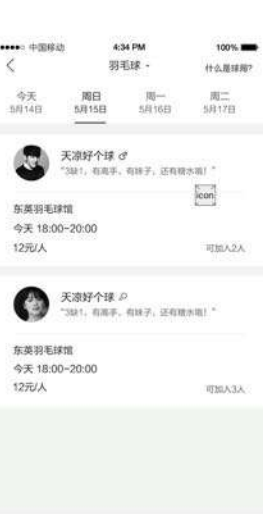 中国移动 4:34 PM 100%
羽毛球 什么是球局?
今天 周日 周一 周二
5月14日 5月15日 5月16日 5月17日
天凉好个球
"3缺1,有高手,有妹子,还有糖水哦!"
icon
东英羽毛球馆
今天 18:00-20:00
12元/人 可加入2人
天凉好个球
"3缺1,有高手,有妹子,还有糖水哦!"
东英羽毛球馆
今天 18:00-20:00
12元/人 可加入3人